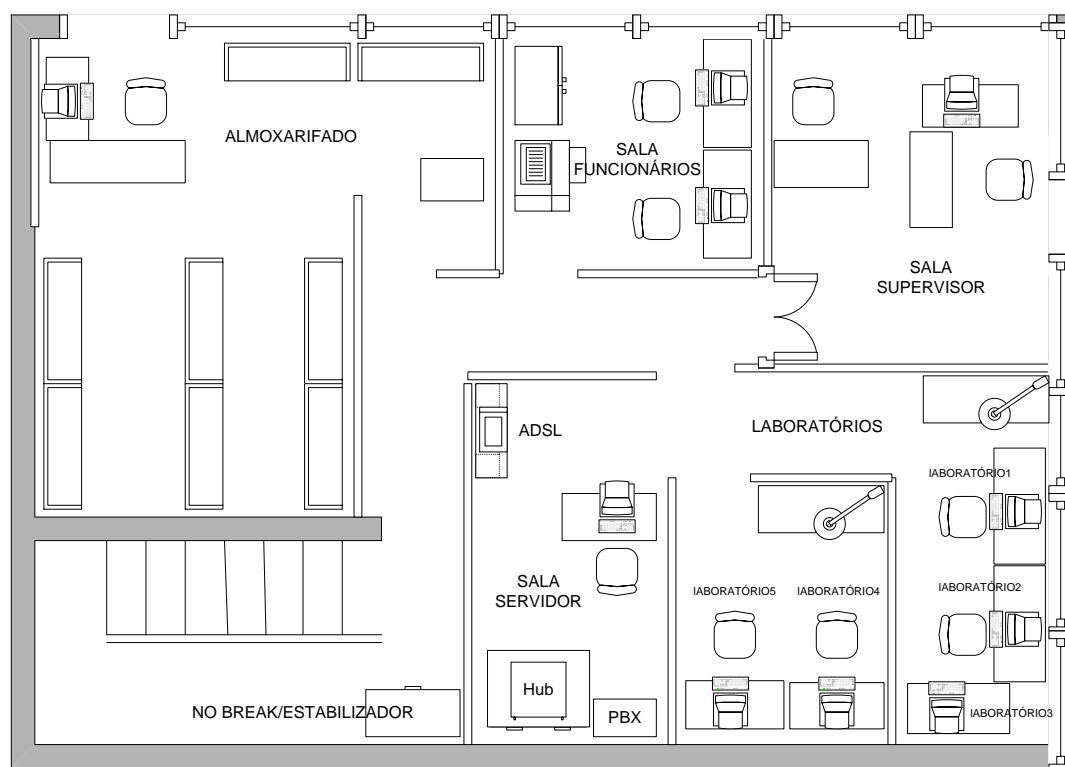 ALMOXARIFADO
SALA
FUNCIONÁRIOS
SALA
SUPERVISOR
ADSL
LABORATÓRIOS
lABORATÓRIO1
SALA
SERVIDOR
lABORATÓRIO5
lABORATÓRIO4
lABORATÓRIO2
NO BREAK/ESTABILIZADOR
Hub
PBX
lABORATÓRIO3